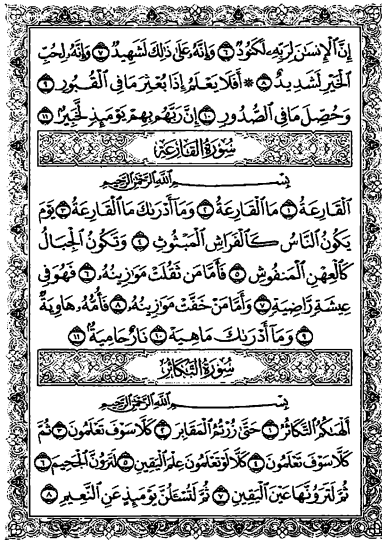 إِنَّ ٱلْإِنسَٰنَ لِرَبِّهِۦ لَكَنُودٌ ٦ وَإِنَّهُۥ عَلَىٰ ذَٰلِكَ لَشَهِيدٌ ٧ وَإِنَّهُۥ لِحُبِّ
ٱلْخَيْرِ لَشَدِيدٌ ٨ ۞ أَفَلَا يَعْلَمُ إِذَا بُعْثِرَ مَا فِى ٱلْقُبُورِ ٩
وَحُصِّلَ مَا فِى ٱلصُّدُورِ ١٠ إِنَّ رَبَّهُم بِهِمْ يَوْمَئِذٍ لَّخَبِيرٌۢ ١١
سُورَةُ القَارِعَةِ
بِسْمِ ٱللَّهِ ٱلرَّحْمَٰنِ ٱلرَّحِيمِ
ٱلْقَارِعَةُ ١ مَا ٱلْقَارِعَةُ ٢ وَمَآ أَدْرَىٰكَ مَا ٱلْقَارِعَةُ ٣ يَوْمَ
يَكُونُ ٱلنَّاسُ كَٱلْفَرَاشِ ٱلْمَبْثُوثِ ٤ وَتَكُونُ ٱلْجِبَالُ
كَٱلْعِهْنِ ٱلْمَنفُوشِ ٥ فَأَمَّا مَن ثَقُلَتْ مَوَٰزِينُهُۥ ٦ فَهُوَ فِى
عِيشَةٍ رَّاضِيَةٍ ٧ وَأَمَّا مَنْ خَفَّتْ مَوَٰزِينُهُۥ ٨ فَأُمُّهُۥ هَاوِيَةٌ
٩ وَمَآ أَدْرَىٰكَ مَا هِيَهْ ١٠ نَارٌ حَامِيَةٌۢ ١١
سُورَةُ التَّكَاثُرِ
بِسْمِ ٱللَّهِ ٱلرَّحْمَٰنِ ٱلرَّحِيمِ
أَلْهَىٰكُمُ ٱلتَّكَاثُرُ ١ حَتَّىٰ زُرْتُمُ ٱلْمَقَابِرَ ٢ كَلَّا سَوْفَ تَعْلَمُونَ ٣ ثُمَّ
كَلَّا سَوْفَ تَعْلَمُونَ ٤ كَلَّا لَوْ تَعْلَمُونَ عِلْمَ ٱلْيَقِينِ ٥ لَتَرَوُنَّ ٱلْجَحِيمَ ٦
ثُمَّ لَتَرَوُنَّهَا عَيْنَ ٱلْيَقِينِ ٧ ثُمَّ لَتُسْـَٔلُنَّ يَوْمَئِذٍ عَنِ ٱلنَّعِيمِ ٨